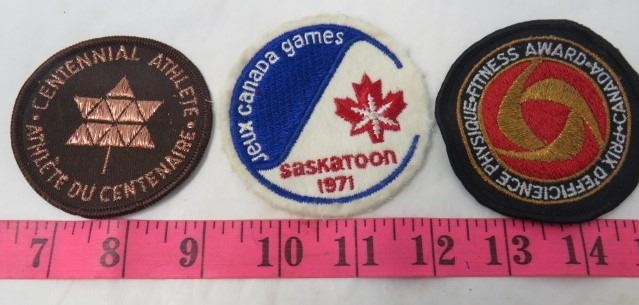 CENTENNIAL ATHLETE
ATHLÈTE DU CENTENAIRE
Jeux canada games
saskatoon
1971
FITNESS AWARD • CANADA • PRIX D'EFFICIENCE PHYSIQUE •
7 8 9 10 11 12 13 14